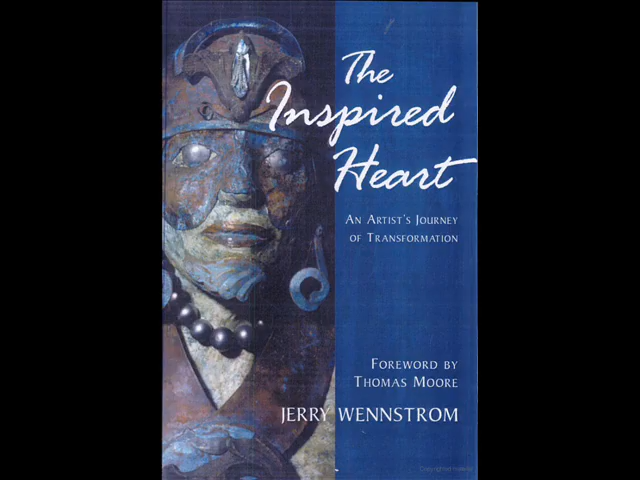 The
Inspired
Heart
AN ARTIST'S JOURNEY
OF TRANSFORMATION
FOREWORD BY
THOMAS MOORE
JERRY WENNSTROM